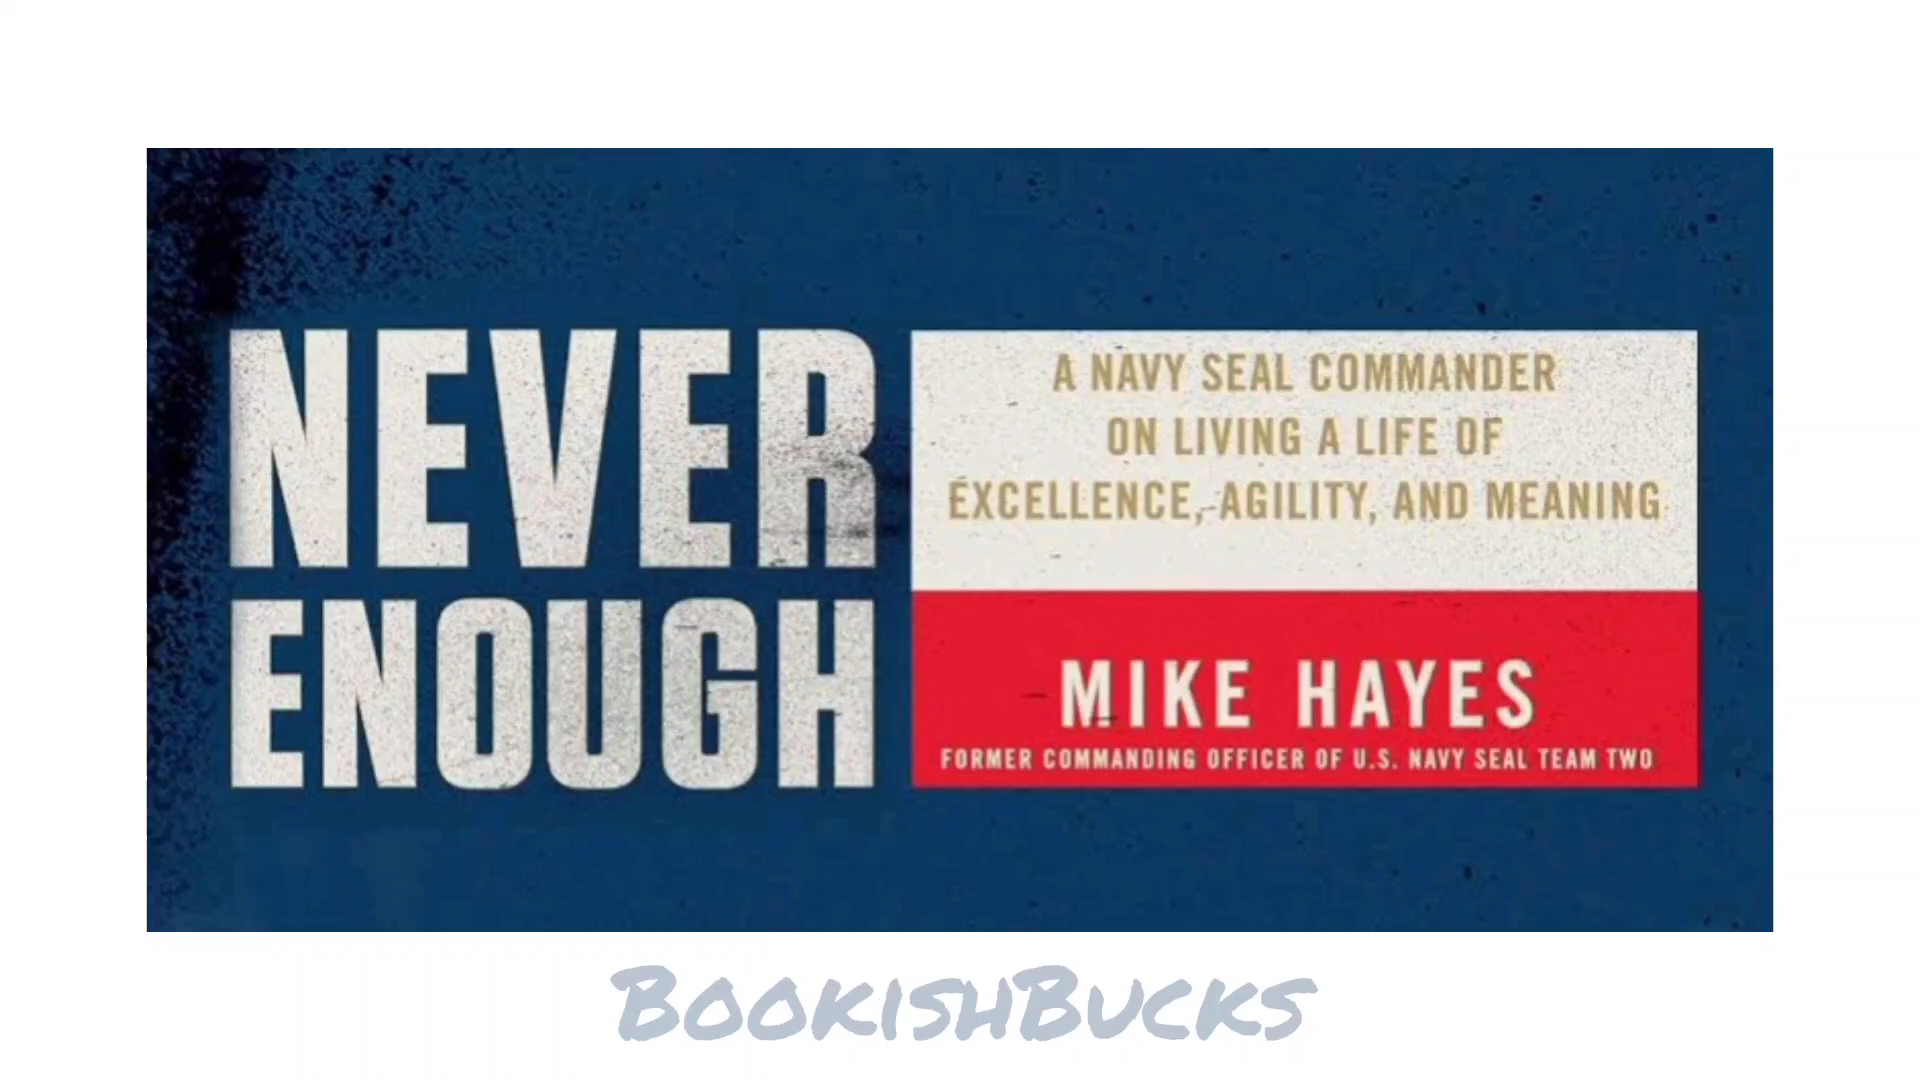 NEVER
ENOUGH
A NAVY SEAL COMMANDER
ON LIVING A LIFE OF
EXCELLENCE, AGILITY, AND MEANING
MIKE HAYES
FORMER COMMANDING OFFICER OF U.S. NAVY SEAL TEAM TWO
BOOKISHBUCKS